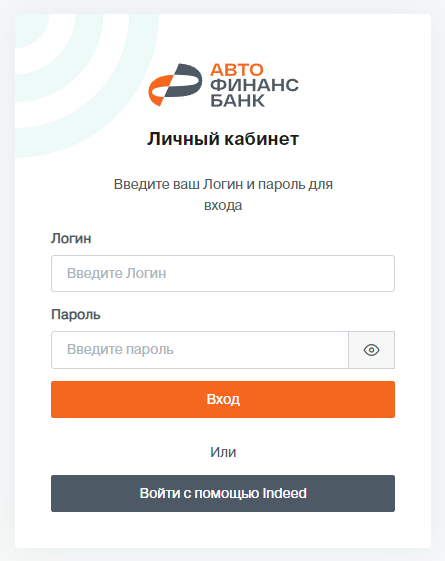 АВТО
ФИНАНС
БАНК
Личный кабинет
Введите ваш Логин и пароль для
входа
Логин
Введите Логин
Пароль
Введите пароль
Вход
Или
Войти с помощью Indeed